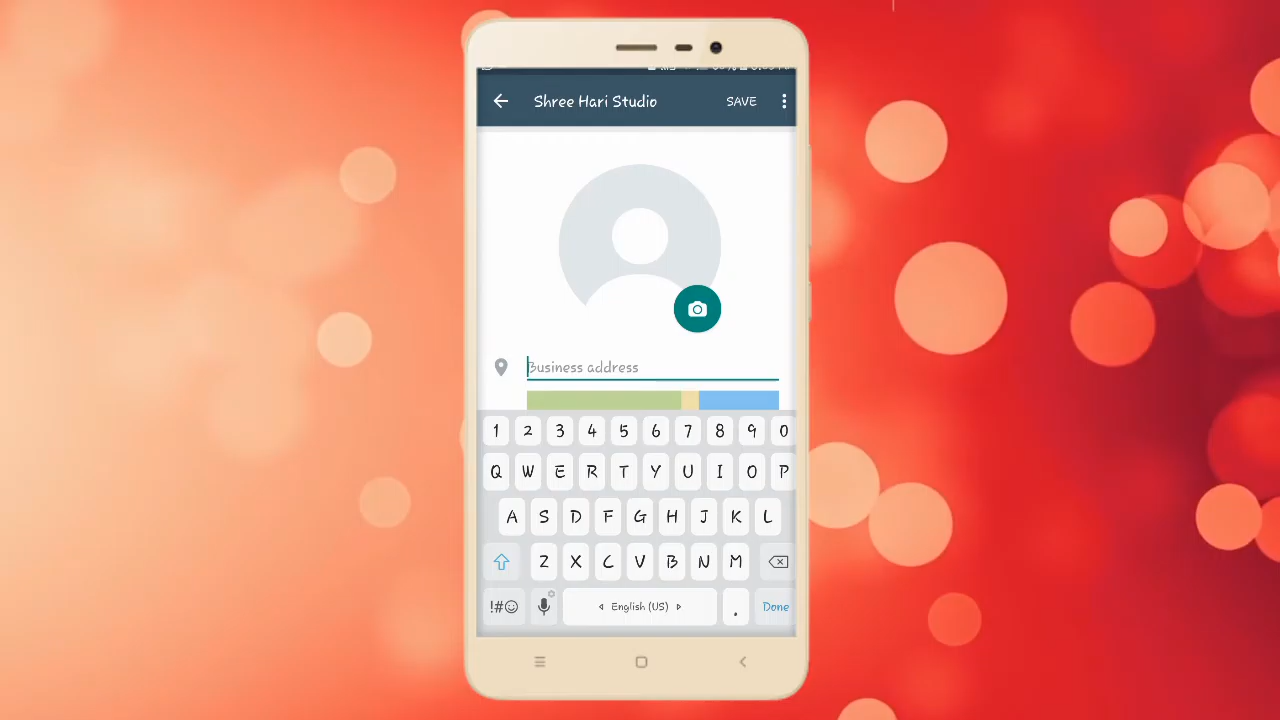 Shree Hari Studio SAVE
Business address
1 2 3 4 5 6 7 8 9 0
Q W E R T Y U I O P
A S D F G H J K L
Z X C V B N M
!#☺ English (US) . Done